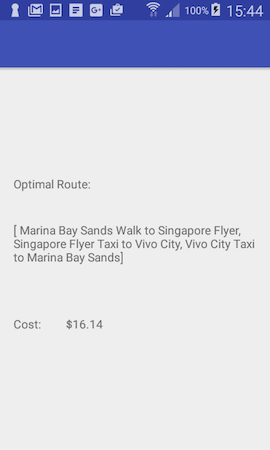 100% 15:44
Optimal Route:
[ Marina Bay Sands Walk to Singapore Flyer,
Singapore Flyer Taxi to Vivo City, Vivo City Taxi
to Marina Bay Sands]
Cost: $16.14